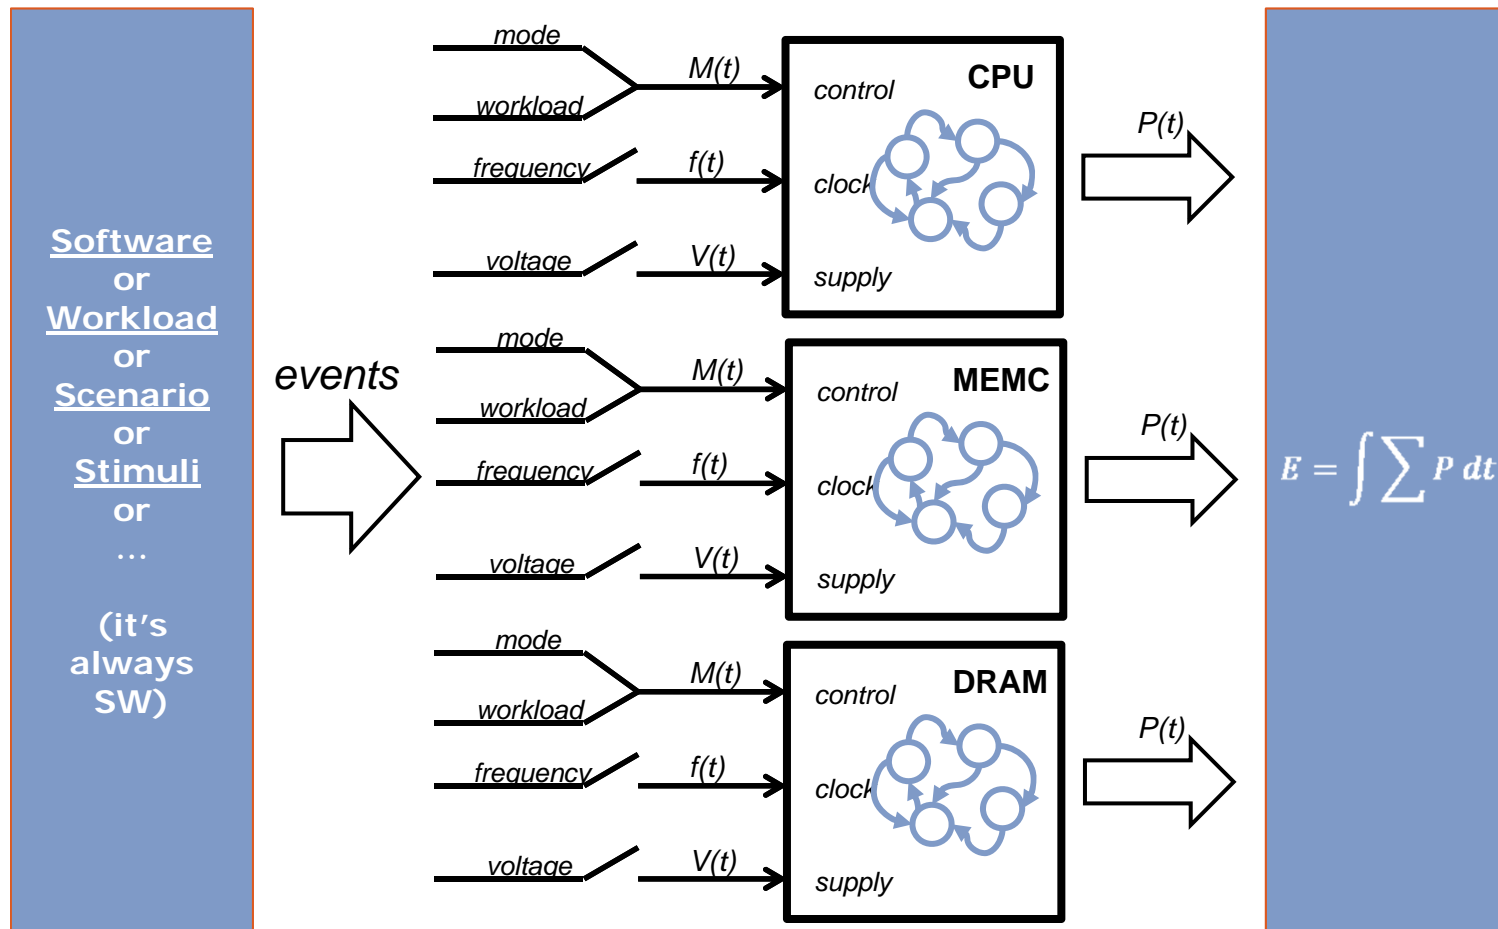 Software
or
Workload
or
Scenario
or
Stimuli
or
...
(it's
always
SW)
events
mode
workload
M(t)
frequency
f(t)
voltage
V(t)
control
CPU
clock
supply
P(t)
mode
workload
M(t)
frequency
f(t)
voltage
V(t)
control
MEMC
clock
supply
P(t)
mode
workload
M(t)
frequency
f(t)
voltage
V(t)
control
DRAM
clock
supply
P(t)
E = ∫ ∑ P dt